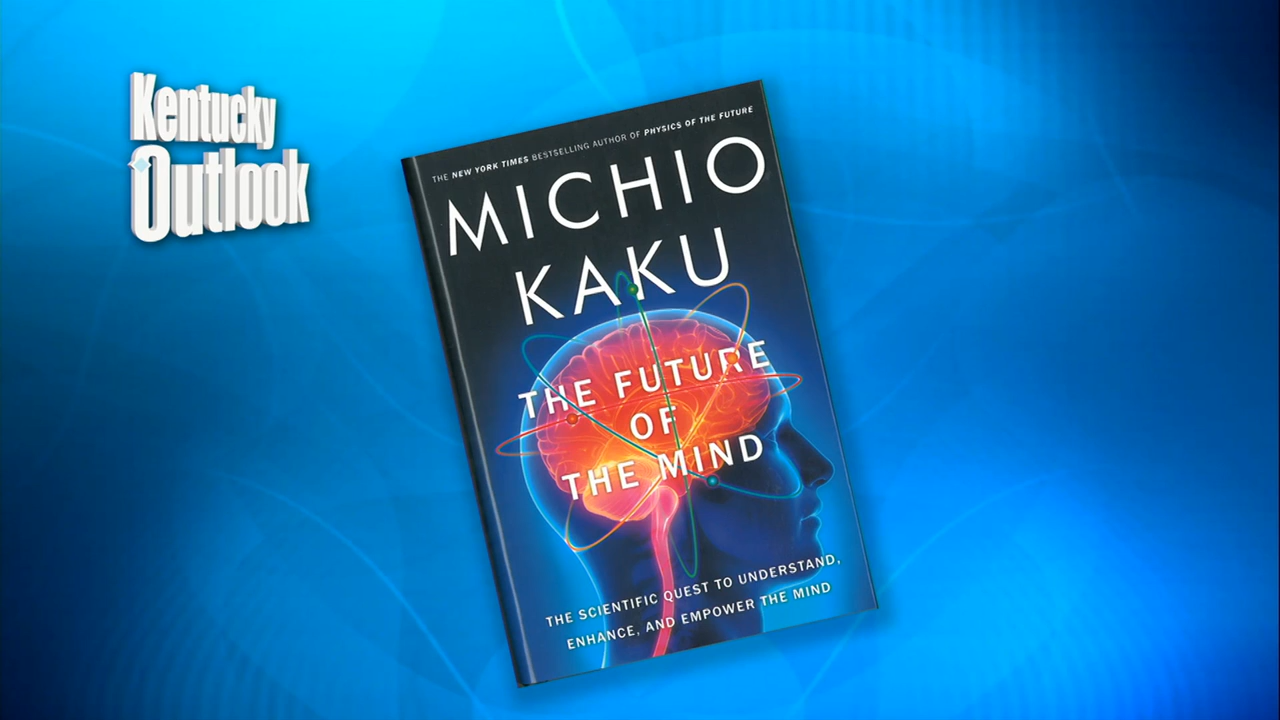 Kentucky
Outlook
THE NEW YORK TIMES BESTSELLING AUTHOR OF PHYSICS OF THE FUTURE
MICHIO
KAKU
THE FUTURE
OF
THE MIND
THE SCIENTIFIC QUEST TO UNDERSTAND,
ENHANCE, AND EMPOWER THE MIND